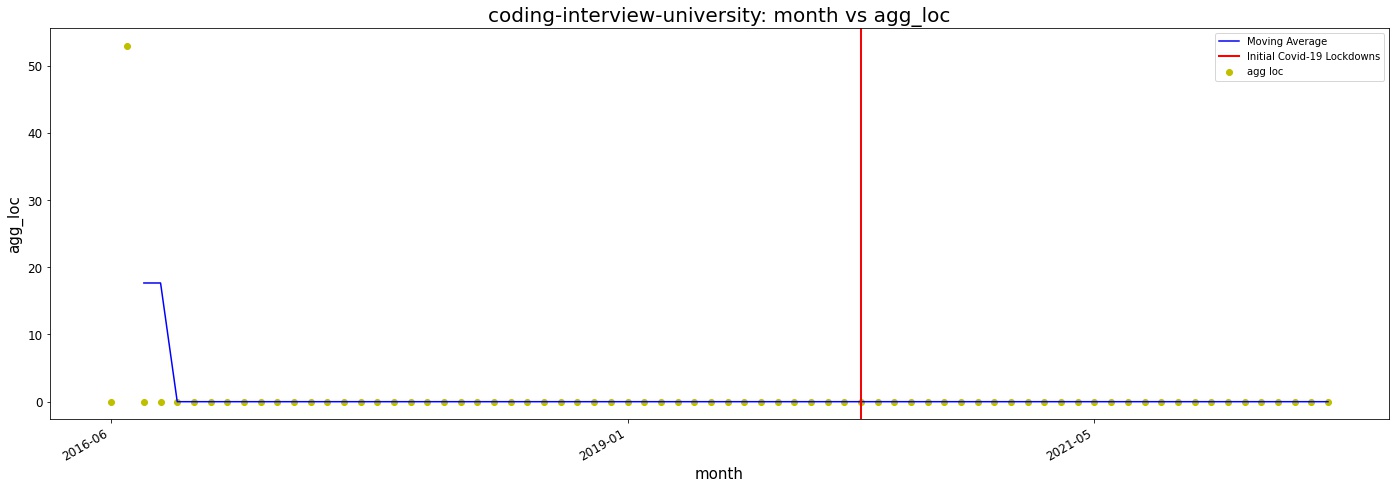 coding-interview-university: month vs agg_loc
Moving Average
Initial Covid-19 Lockdowns
agg loc
50
40
30
20
10
0
agg_loc
2016-06
2019-01
2021-05
month